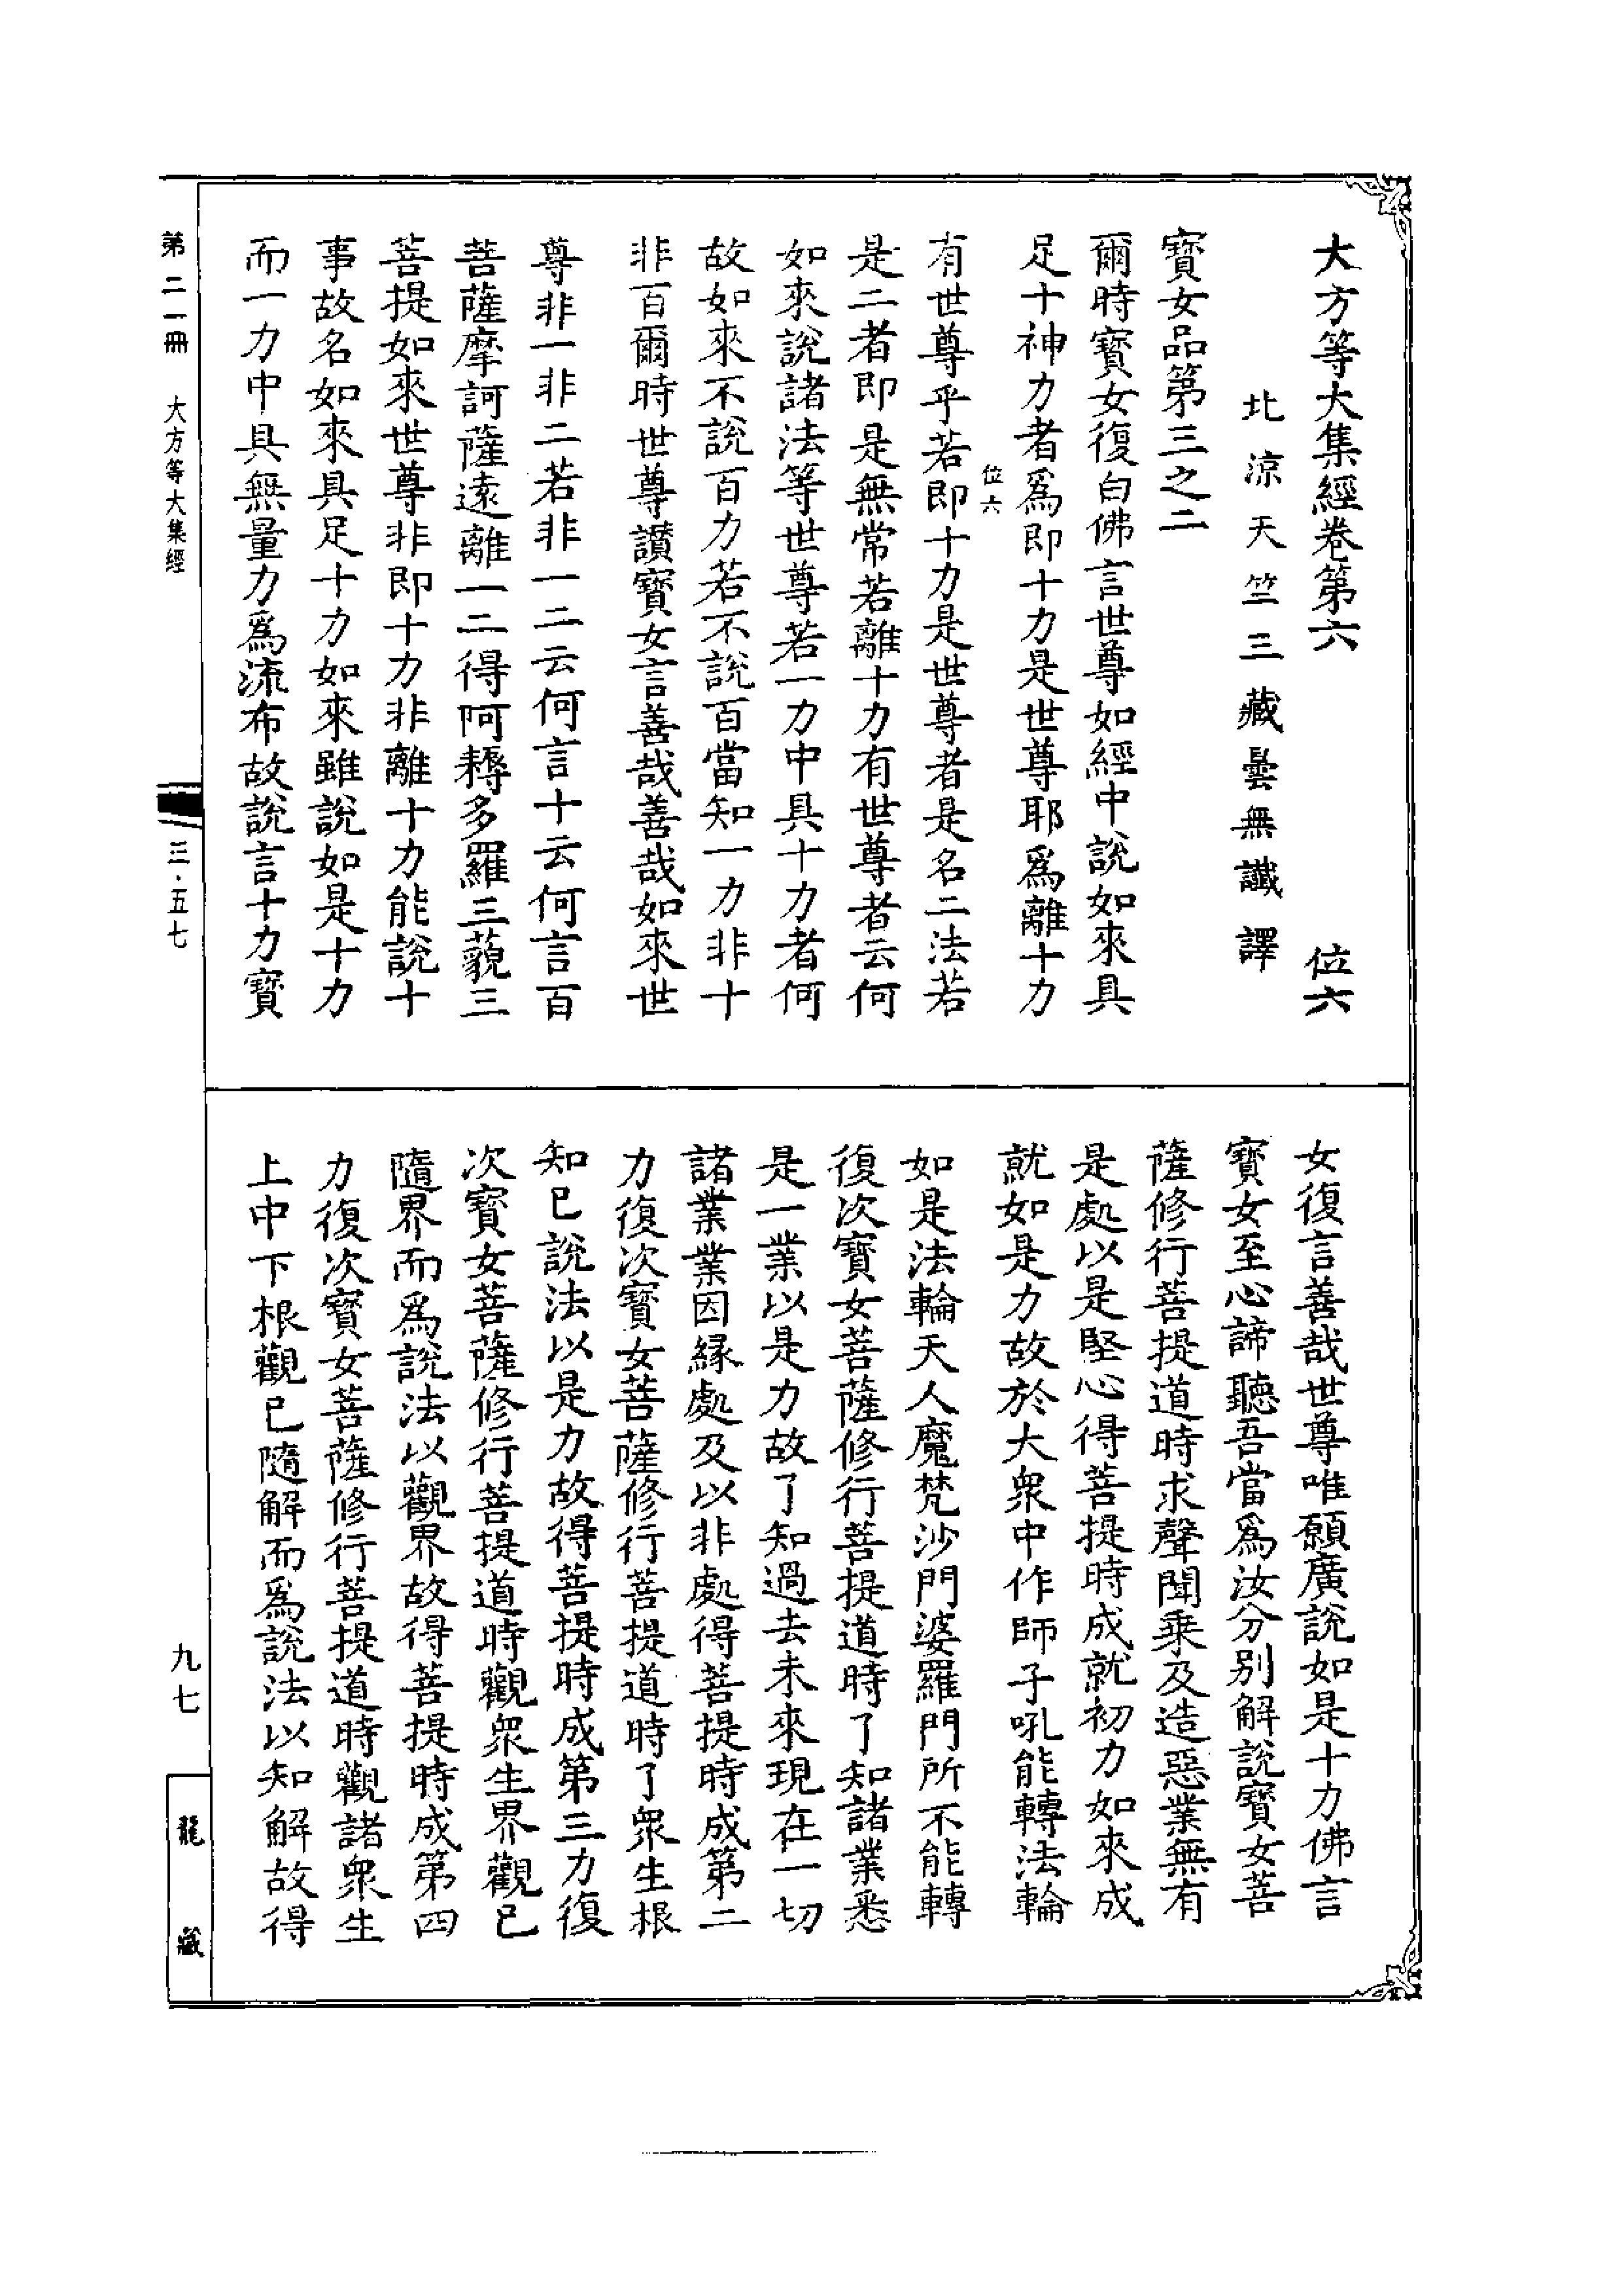 大方等大集經卷第六　位六
北涼天竺三藏曇無讖譯
寶女品第三之二
爾時寶女復白佛言世尊如經中說如來具
足十神力者爲即十力是世尊耶爲離十力
位六
有世尊乎若即十力是世尊者是名二法若
是二者即是無常若離十力有世尊者云何
如來說諸法等世尊若一力中具十力者何
故如來不說百力若不說百當知一力非十
非百爾時世尊讃寶女言善哉善哉如來世
尊非一非二若非一二云何言十云何言百
菩薩摩訶薩遠離一二得阿耨多羅三藐三
菩提如來世尊非即十力非離十力能說十
事故名如來具足十力如來雖說如是十力
而一力中具無量力爲流布故說言十力寶
女復言善哉世尊唯願廣說如是十力佛言
寶女至心諦聽吾當爲汝分別解說寶女菩
薩修行菩提道時求聲聞乘及造惡業無有
是處以是堅心得菩提時成就初力如來成
就如是力故於大衆中作師子吼能轉法輪
如是法輪天人魔梵沙門婆羅門所不能轉
復次寶女菩薩修行菩提道時了知諸業悉
是一業以是力故了知過去未來現在一切
諸業業因緣處及以非處得菩提時成第二
力復次寶女菩薩修行菩提道時了衆生根
知已說法以是力故得菩提時成第三力復
次寶女菩薩修行菩提道時觀衆生界觀已
隨界而爲說法以觀界故得菩提時成第四
力復次寶女菩薩修行菩提道時觀諸衆生
上中下根觀已隨解而爲說法以知解故得
第二一冊　大方等大集經
三·五七
九七
龍藏